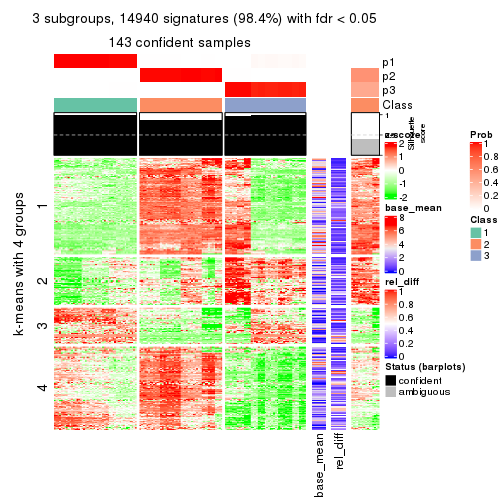 3 subgroups, 14940 signatures (98.4%) with fdr < 0.05
143 confident samples
p1
p2
p3
Class
1
Silhouette
score
z-score
2
1
0
-1
-2
base_mean
8
6
4
2
0
rel_diff
1
0.8
0.6
0.4
0.2
0
Status (barplots)
confident
ambiguous
Prob
1
0.8
0.6
0.4
0.2
0
Class
1
2
3
k-means with 4 groups
1
2
3
4
base_mean
rel_diff